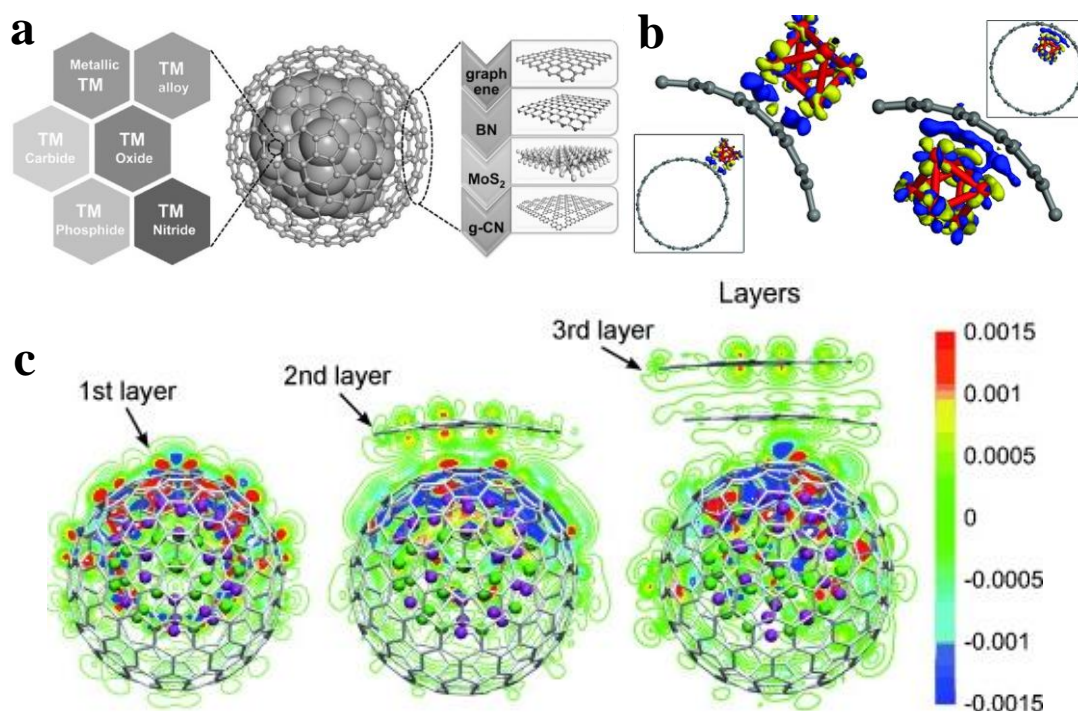 a
Metallic
TM
TM
alloy
TM
Carbide
TM
Oxide
TM
Phosphide
TM
Nitride
graph
ene
BN
MoS₂
g-CN
b
c
1st layer
2nd layer
3rd layer
Layers
0.0015
0.001
0.0005
0
-0.0005
-0.001
-0.0015